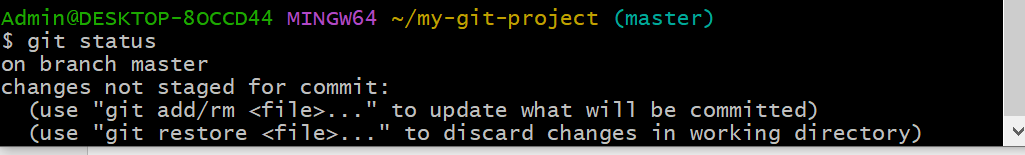 Admin@DESKTOP-8OCCD44 MINGW64 ~/my-git-project (master)
$ git status
on branch master
changes not staged for commit:
  (use "git add/rm <file>..." to update what will be committed)
  (use "git restore <file>..." to discard changes in working directory)